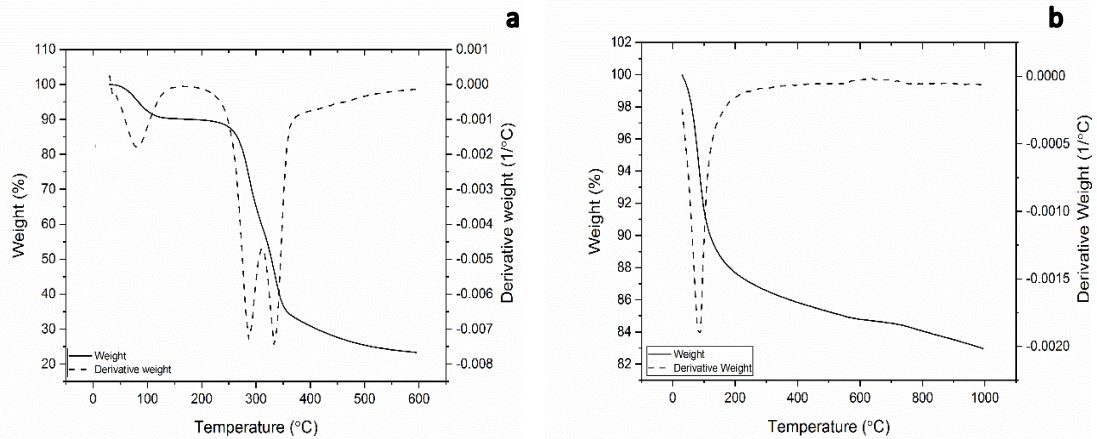 a
110
100
90
80
70
60
50
40
30
20
Weight (%)
0.001
0.000
-0.001
-0.002
-0.003
-0.004
-0.005
-0.006
-0.007
-0.008
Derivative weight (1/°C)
Weight
Derivative weight
0 100 200 300 400 500 600
Temperature (°C)
b
102
100
98
96
94
92
90
88
86
84
82
Weight (%)
0.0000
-0.0005
-0.0010
-0.0015
-0.0020
Derivative Weight (1/°C)
Weight
Derivative Weight
0 200 400 600 800 1000
Temperature (°C)